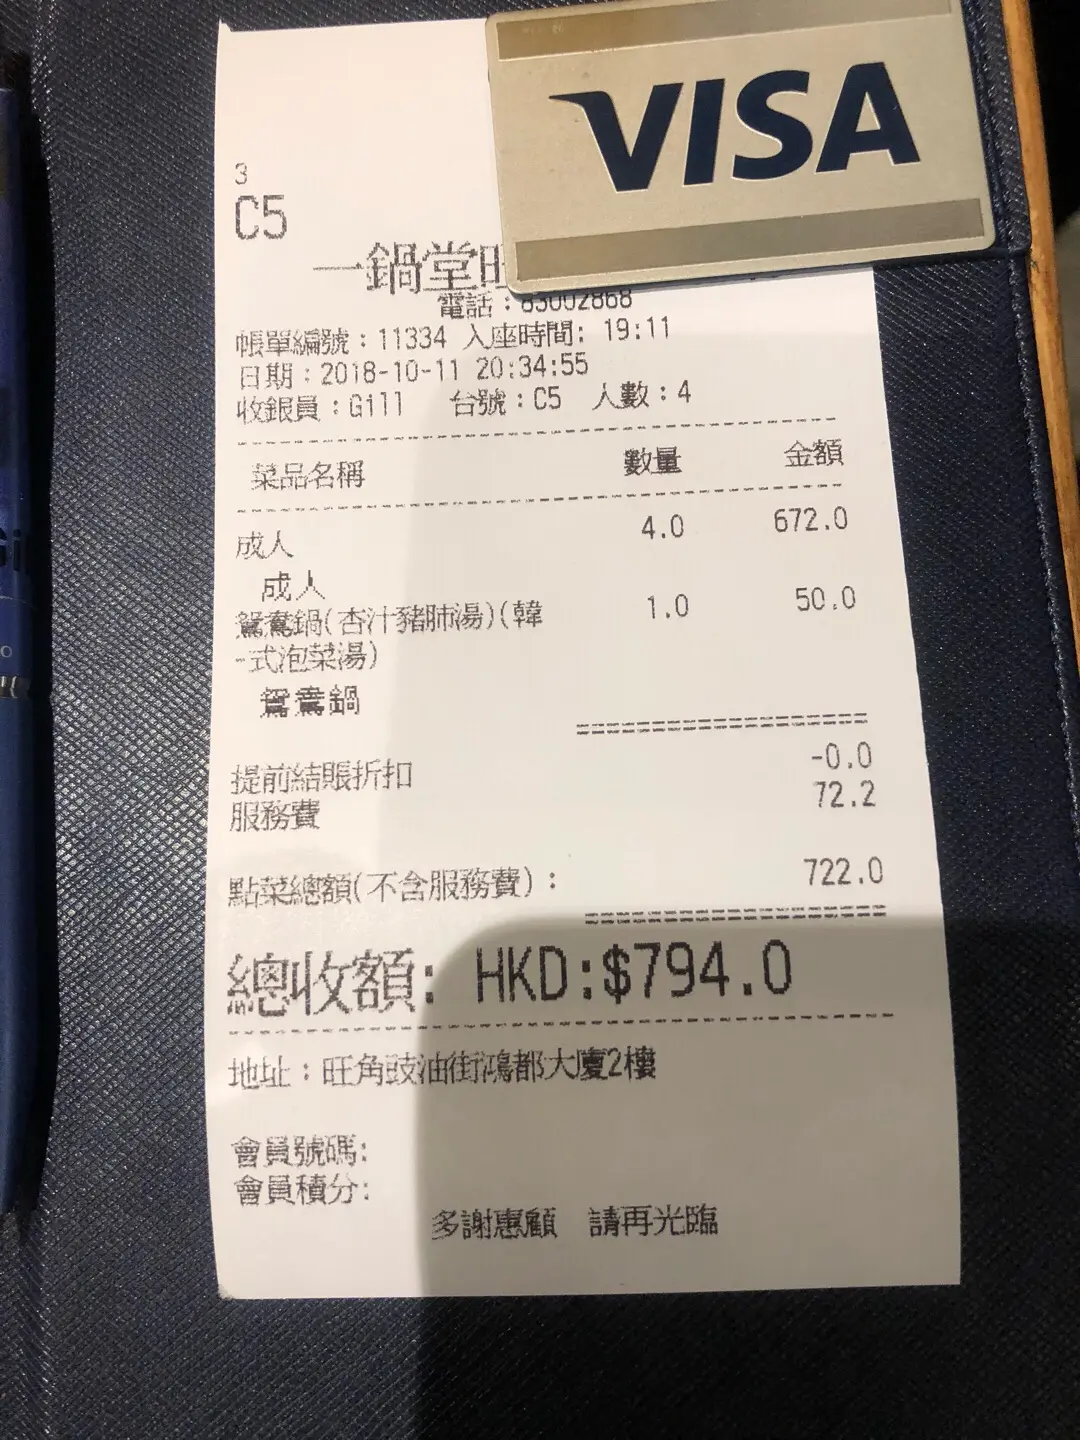 VISA
3
C5
一鍋堂旺
電話：63002868
帳單編號：11334 入座時間: 19:11
日期：2018-10-11 20:34:55
收銀員：Gill 台號：C5 人數：4
菜品名稱 數量 金額
成人 4.0 672.0
成人
鴛鴦鍋(杏汁豬肺湯)(韓 1.0 50.0
-式泡菜湯)
鴛鴦鍋
提前結賬折扣 -0.0
服務費 72.2
點菜總額(不含服務費)： 722.0
總收額: HKD:$794.0
地址：旺角豉油街鴻都大廈2樓
會員號碼:
會員積分:
多謝惠顧 請再光臨